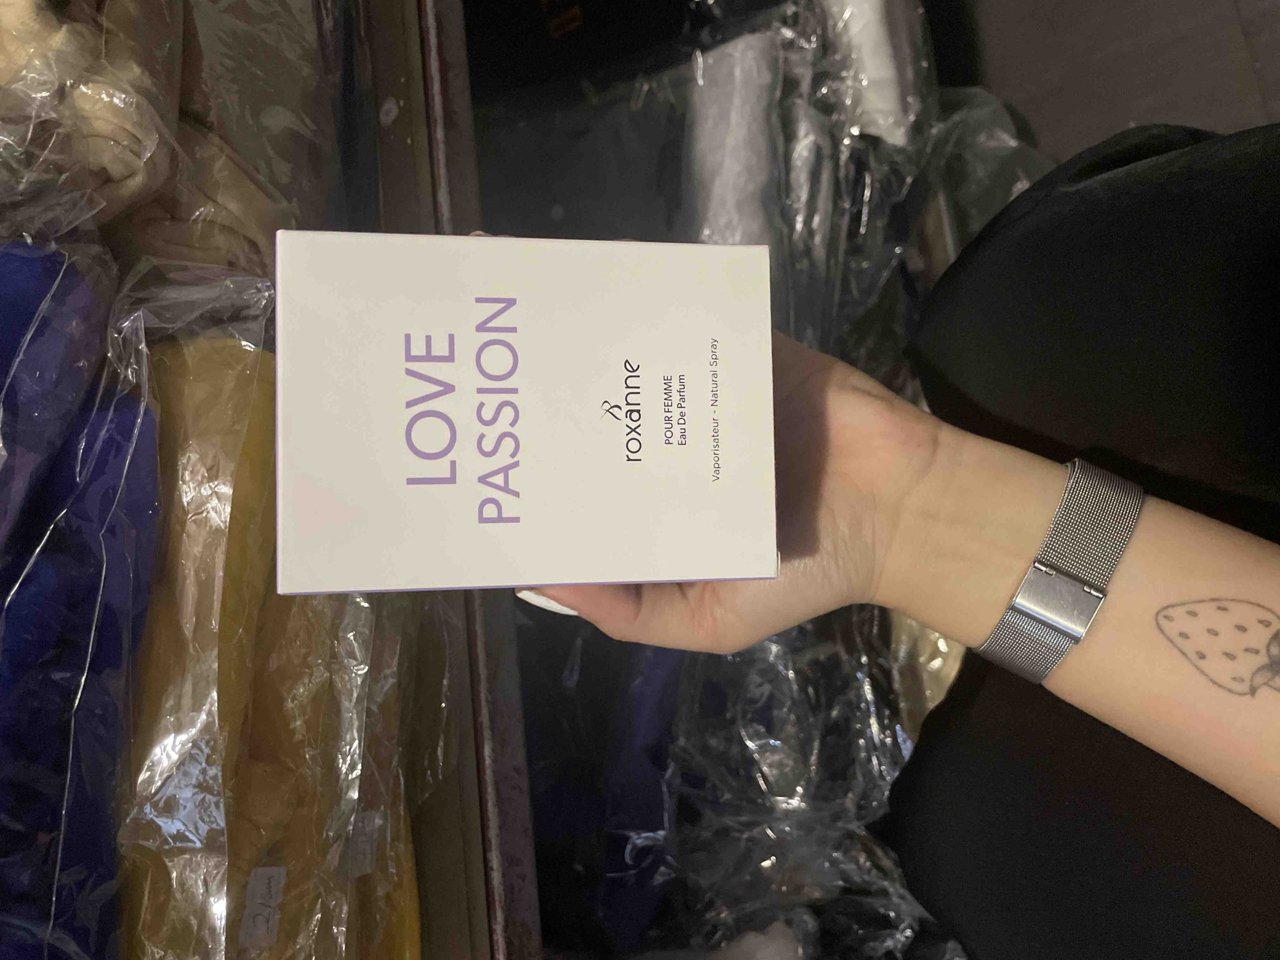 LOVE
PASSION
roxanne
POUR FEMME
Eau De Parfum
Vaporisateur - Natural Spray